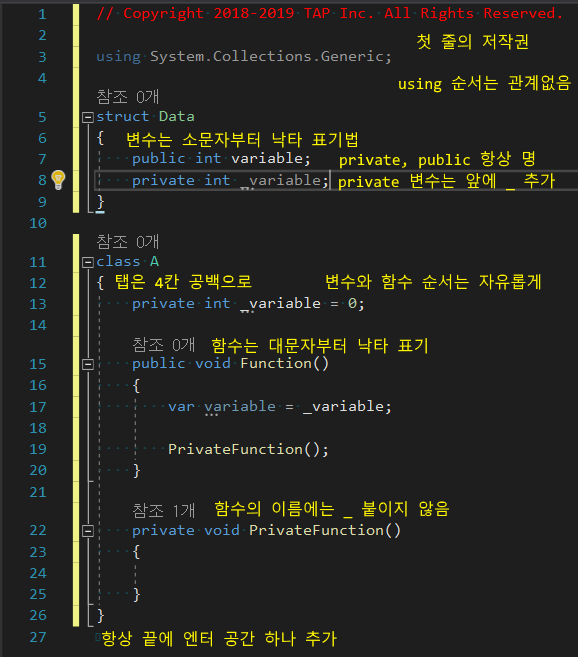 1 // Copyright 2018-2019 TAP Inc. All Rights Reserved.
2 첫 줄의 저작권
3 using System.Collections.Generic;
4 using 순서는 관계없음
참조 0개
5 struct Data
6 { 변수는 소문자부터 낙타 표기법
7 public int variable; private, public 항상 명
8 private int _variable; private 변수는 앞에 _ 추가
9 }
10
참조 0개
11 class A
12 { 탭은 4칸 공백으로 변수와 함수 순서는 자유롭게
13 private int _variable = 0;
14
참조 0개 함수는 대문자부터 낙타 표기
15 public void Function()
16 {
17 var variable = _variable;
18
19 PrivateFunction();
20 }
21
참조 1개 함수의 이름에는 _ 붙이지 않음
22 private void PrivateFunction()
23 {
24
25 }
26 }
27 항상 끝에 엔터 공간 하나 추가